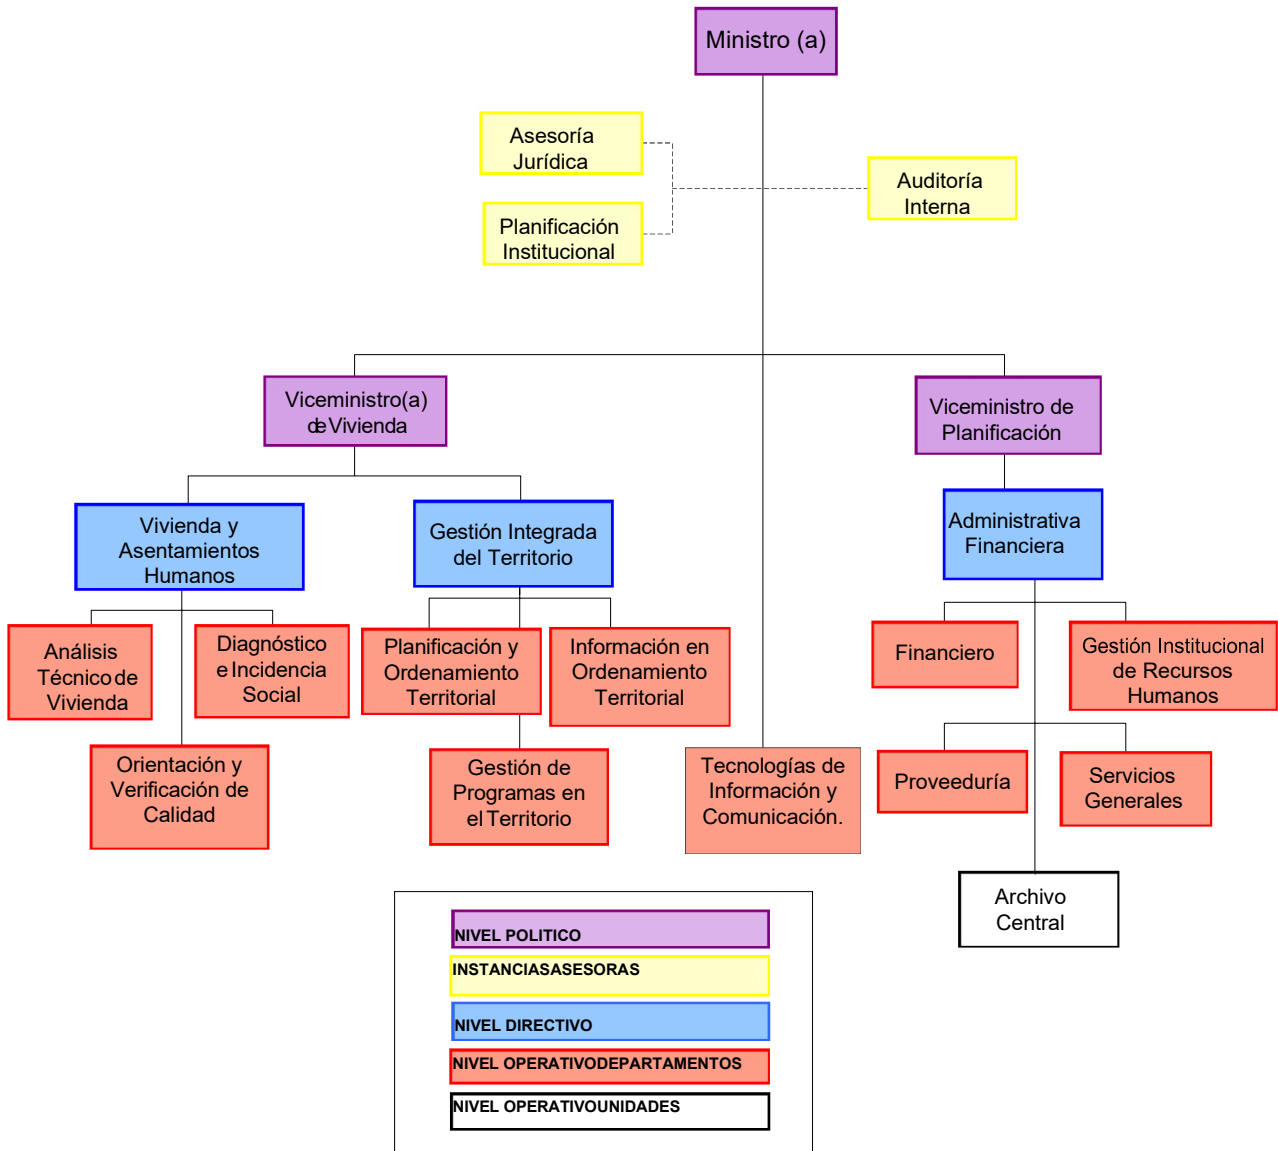 Ministro (a)
Asesoría
Jurídica
Auditoría
Interna
Planificación
Institucional
Viceministro(a)
de Vivienda
Viceministro de
Planificación
Vivienda y
Asentamientos
Humanos
Gestión Integrada
del Territorio
Administrativa
Financiera
Análisis
Técnico de
Vivienda
Diagnóstico
e Incidencia
Social
Planificación y
Ordenamiento
Territorial
Información en
Ordenamiento
Territorial
Financiero
Gestión Institucional
de Recursos
Humanos
Orientación y
Verificación de
Calidad
Gestión de
Programas en
el Territorio
Tecnologías de
Información y
Comunicación.
Proveeduría
Servicios
Generales
Archivo
Central
NIVEL POLITICO
INSTANCIASASESORAS
NIVEL DIRECTIVO
NIVEL OPERATIVODEPARTAMENTOS
NIVEL OPERATIVOUNIDADES